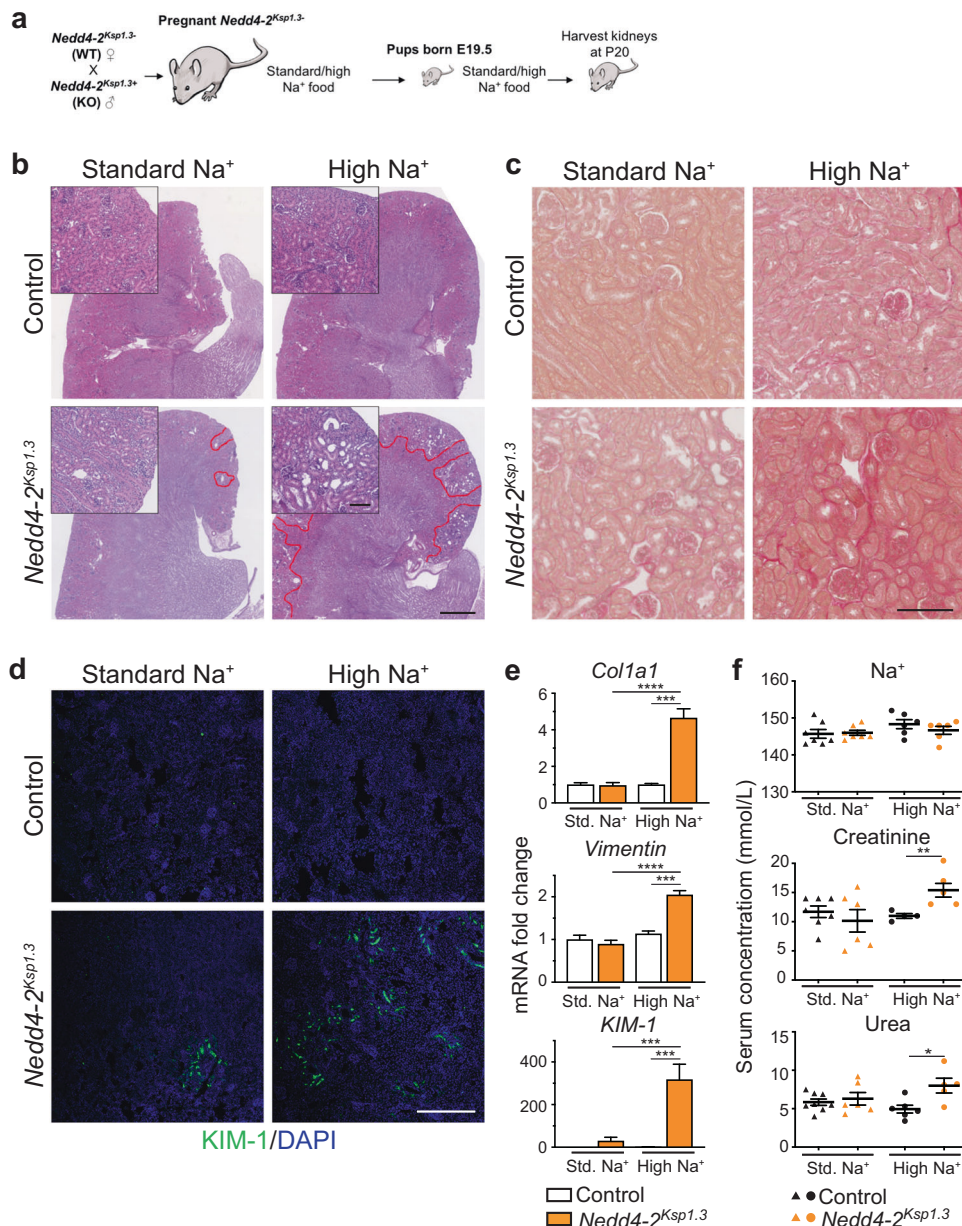 a
Nedd4-2Ksp1.3-
(WT) ♀
X
Nedd4-2Ksp1.3+
(KO) ♂
Pregnant Nedd4-2Ksp1.3-
Standard/high
Na+ food
Pups born E19.5
Standard/high
Na+ food
Harvest kidneys
at P20
b
Standard Na+ High Na+
Control
Nedd4-2Ksp1.3
c
Standard Na+ High Na+
d
Standard Na+ High Na+
Control
Nedd4-2Ksp1.3
KIM-1/DAPI
e
mRNA fold change
Col1a1
****
***
6
4
2
0
Std. Na+ High Na+
Vimentin
****
***
2
1
0
Std. Na+ High Na+
KIM-1
***
***
400
200
0
Std. Na+ High Na+
Control
Nedd4-2Ksp1.3
f
Serum concentratiom (mmol/L)
Na+
160
150
140
130
Std. Na+ High Na+
Creatinine
**
20
15
10
5
0
Std. Na+ High Na+
Urea
*
15
10
5
0
Std. Na+ High Na+
Control
Nedd4-2Ksp1.3